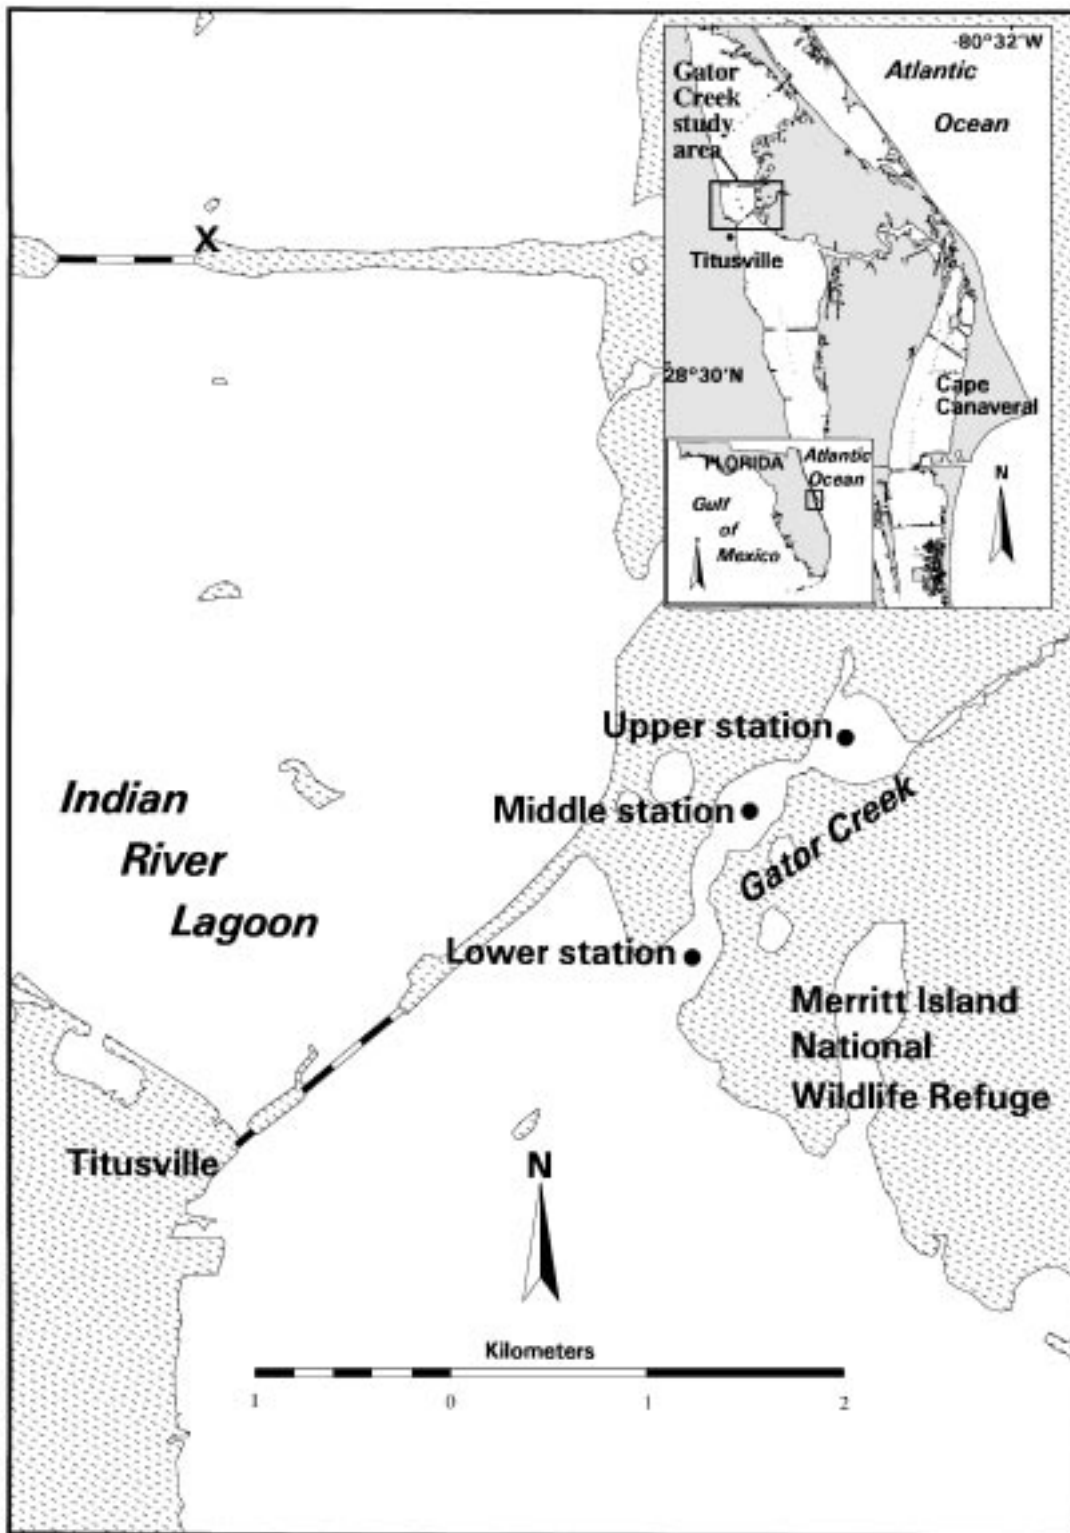 -80°32'W
Atlantic
Ocean
Gator
Creek
study
area
Titusville
28°30'N
Cape
Canaveral
FLORIDA
Atlantic
Ocean
Gulf
of
Mexico
N
X
Upper station
Middle station
Gator Creek
Indian
River
Lagoon
Lower station
Merritt Island
National
Wildlife Refuge
Titusville
N
Kilometers
1 0 1 2